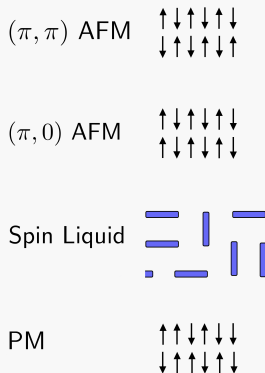 (π, π) AFM
(π, 0) AFM
Spin Liquid
PM